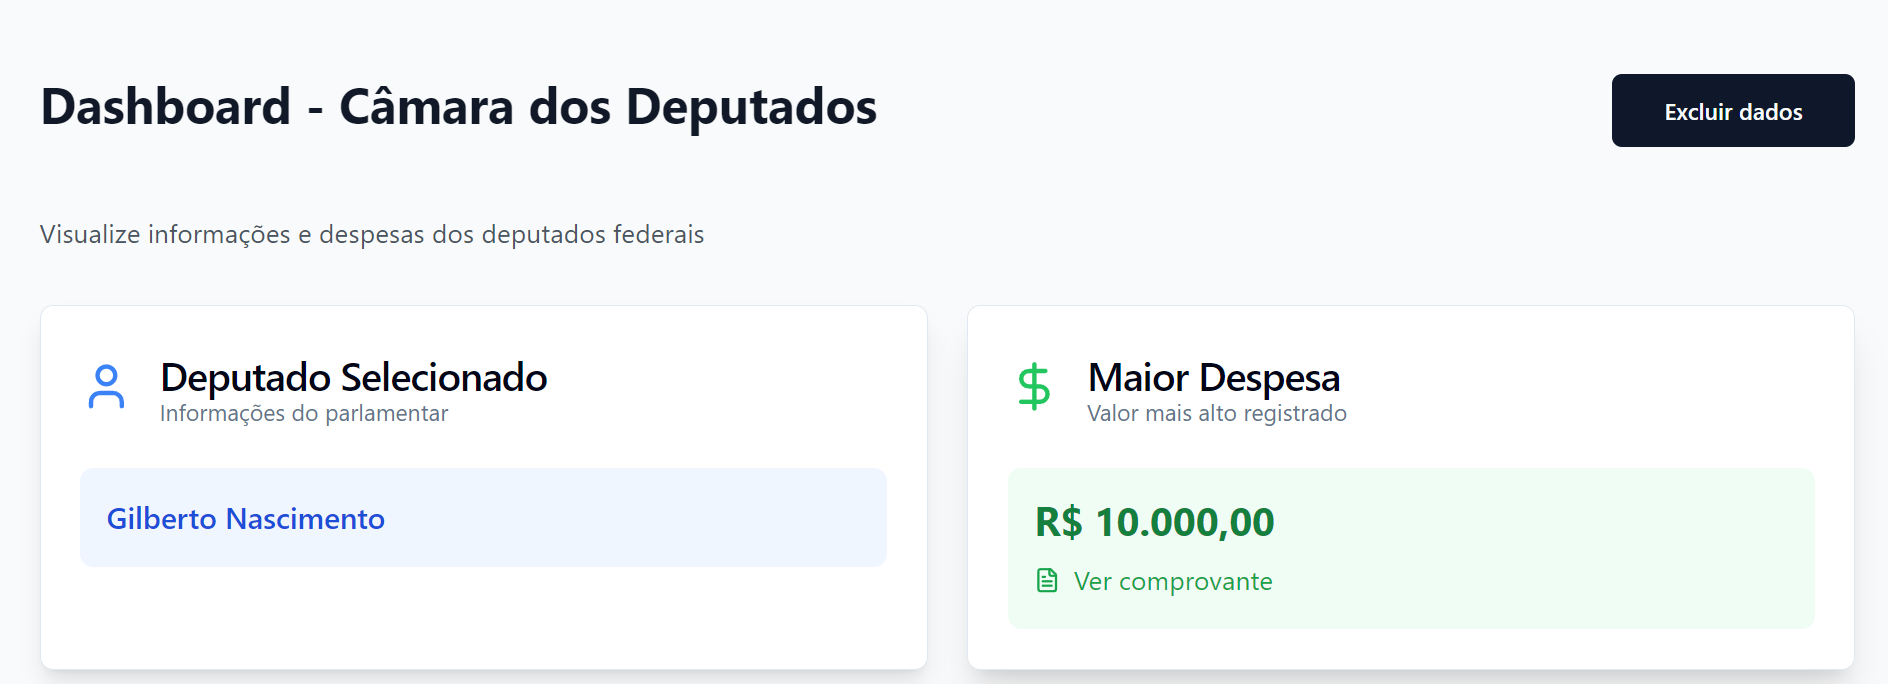 Dashboard - Câmara dos Deputados
Excluir dados
Visualize informações e despesas dos deputados federais
Deputado Selecionado
Informações do parlamentar
Gilberto Nascimento
Maior Despesa
Valor mais alto registrado
R$ 10.000,00
Ver comprovante